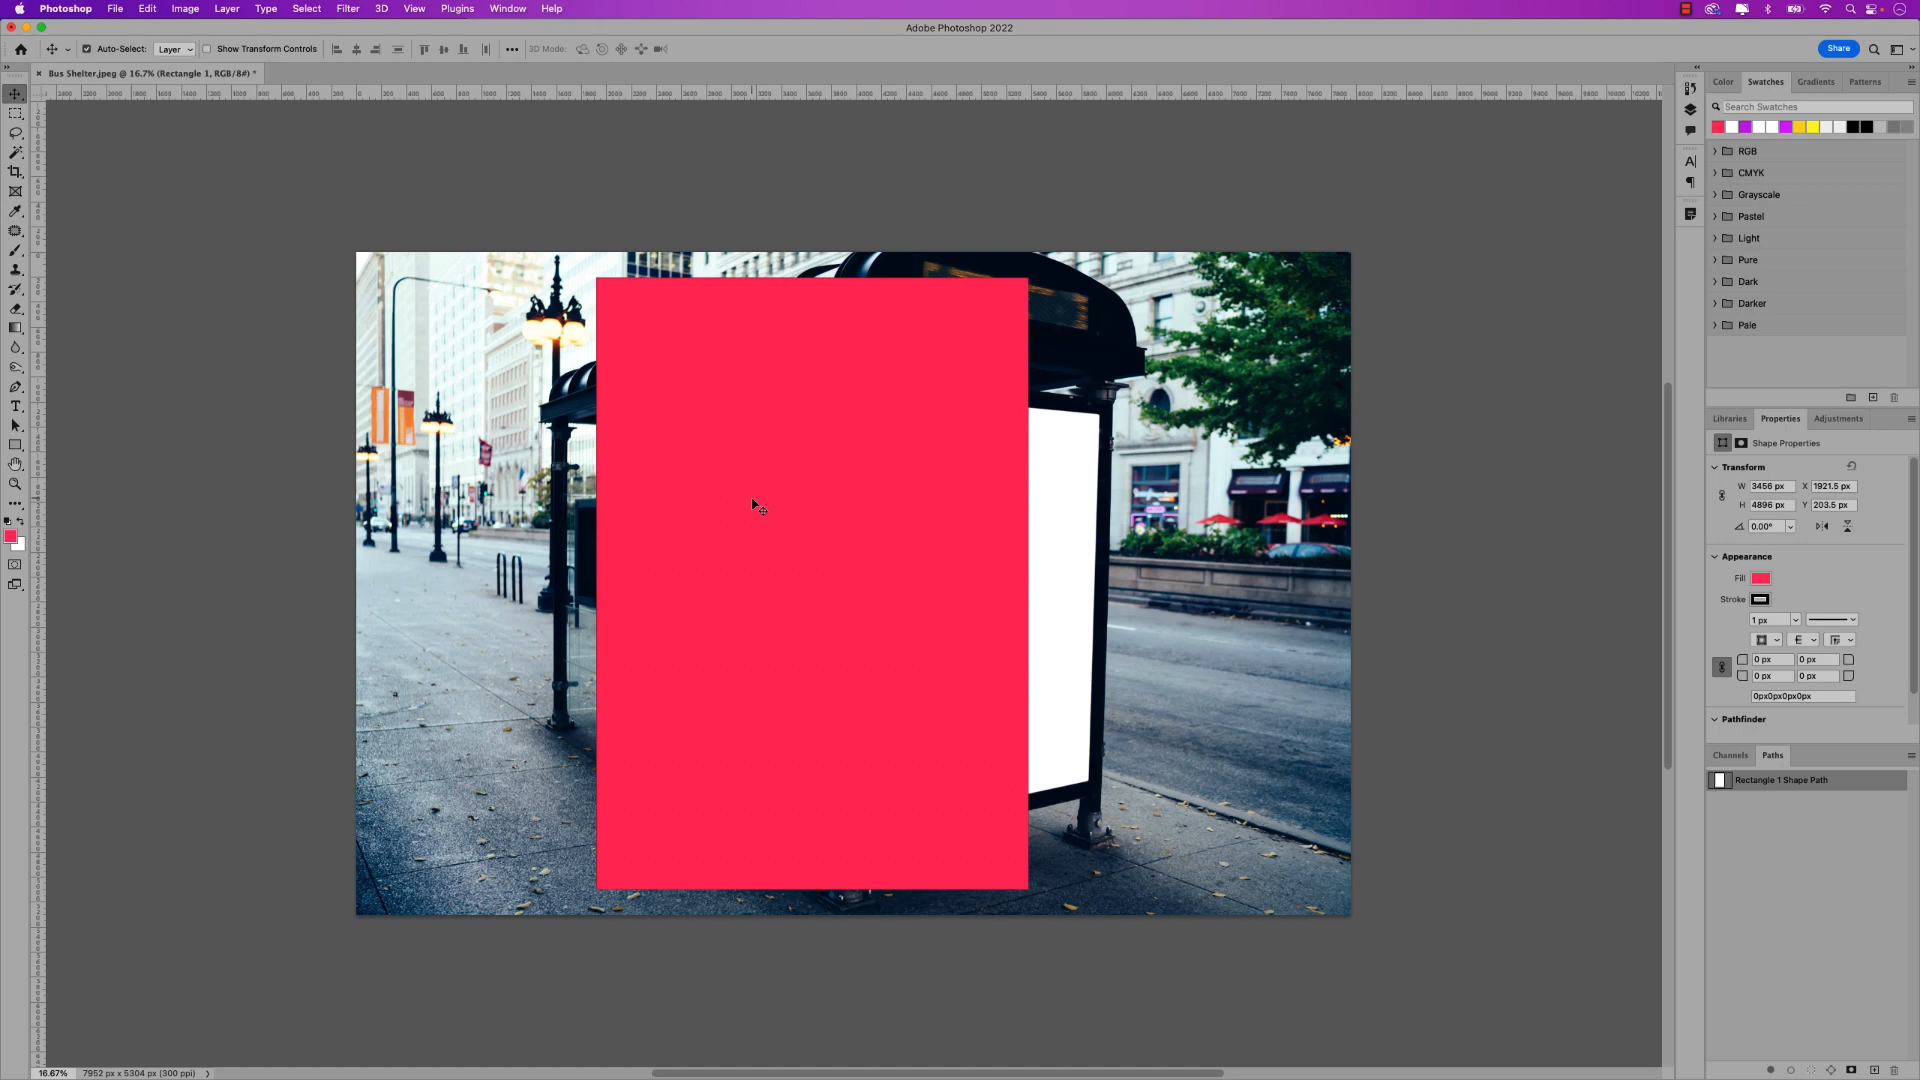 Photoshop File Edit Image Layer Type Select Filter 3D View Plugins Window Help
Adobe Photoshop 2022
Auto-Select: Layer Show Transform Controls 3D Mode: Share
Bus Shelter.jpeg @ 16.7% (Rectangle 1, RGB/8#) *
Color Swatches Gradients Patterns
Search Swatches
RGB
CMYK
Grayscale
Pastel
Light
Pure
Dark
Darker
Pale
Libraries Properties Adjustments
Shape Properties
Transform
W 3456 px X 1921.5 px
H 4896 px Y 203.5 px
0.00°
Appearance
Fill
Stroke
1 px
0 px 0 px
0 px 0 px
0px0px0px0px
Pathfinder
Channels Paths
Rectangle 1 Shape Path
16.67% 7952 px x 5304 px (300 ppi)